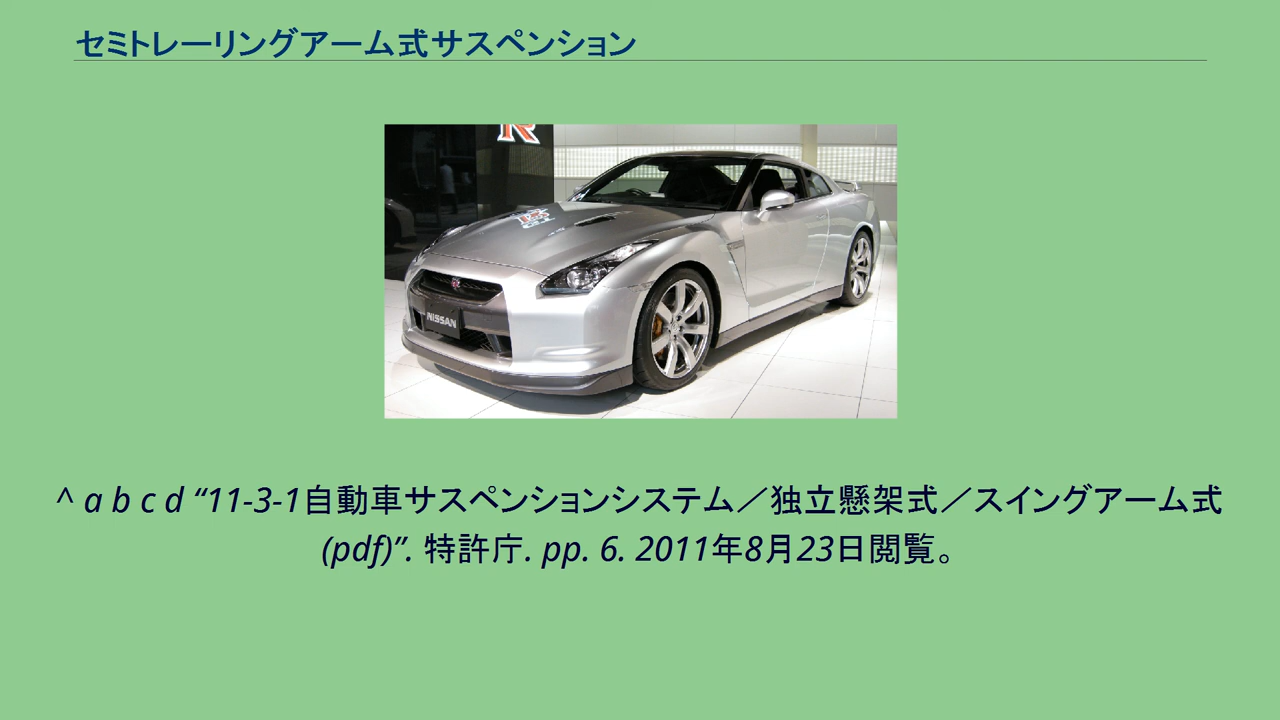 セミトレーリングアーム式サスペンション
R
NISSAN
^ a b c d “11-3-1自動車サスペンションシステム／独立懸架式／スイングアーム式
(pdf)”. 特許庁. pp. 6. 2011年8月23日閲覧。